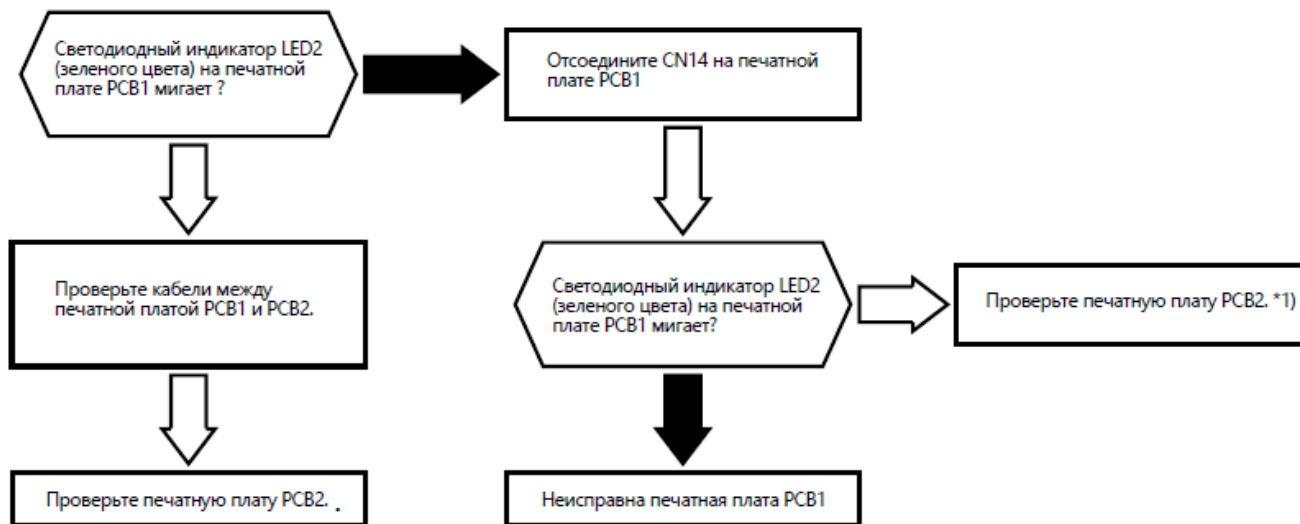 Светодиодный индикатор LED2
(зеленого цвета) на печатной
плате PCB1 мигает ?
Отсоедините CN14 на печатной
плате PCB1
Проверьте кабели между
печатной платой PCB1 и PCB2.
Светодиодный индикатор LED2
(зеленого цвета) на печатной
плате PCB1 мигает?
Проверьте печатную плату PCB2. *1)
Проверьте печатную плату PCB2. .
Неисправна печатная плата PCB1